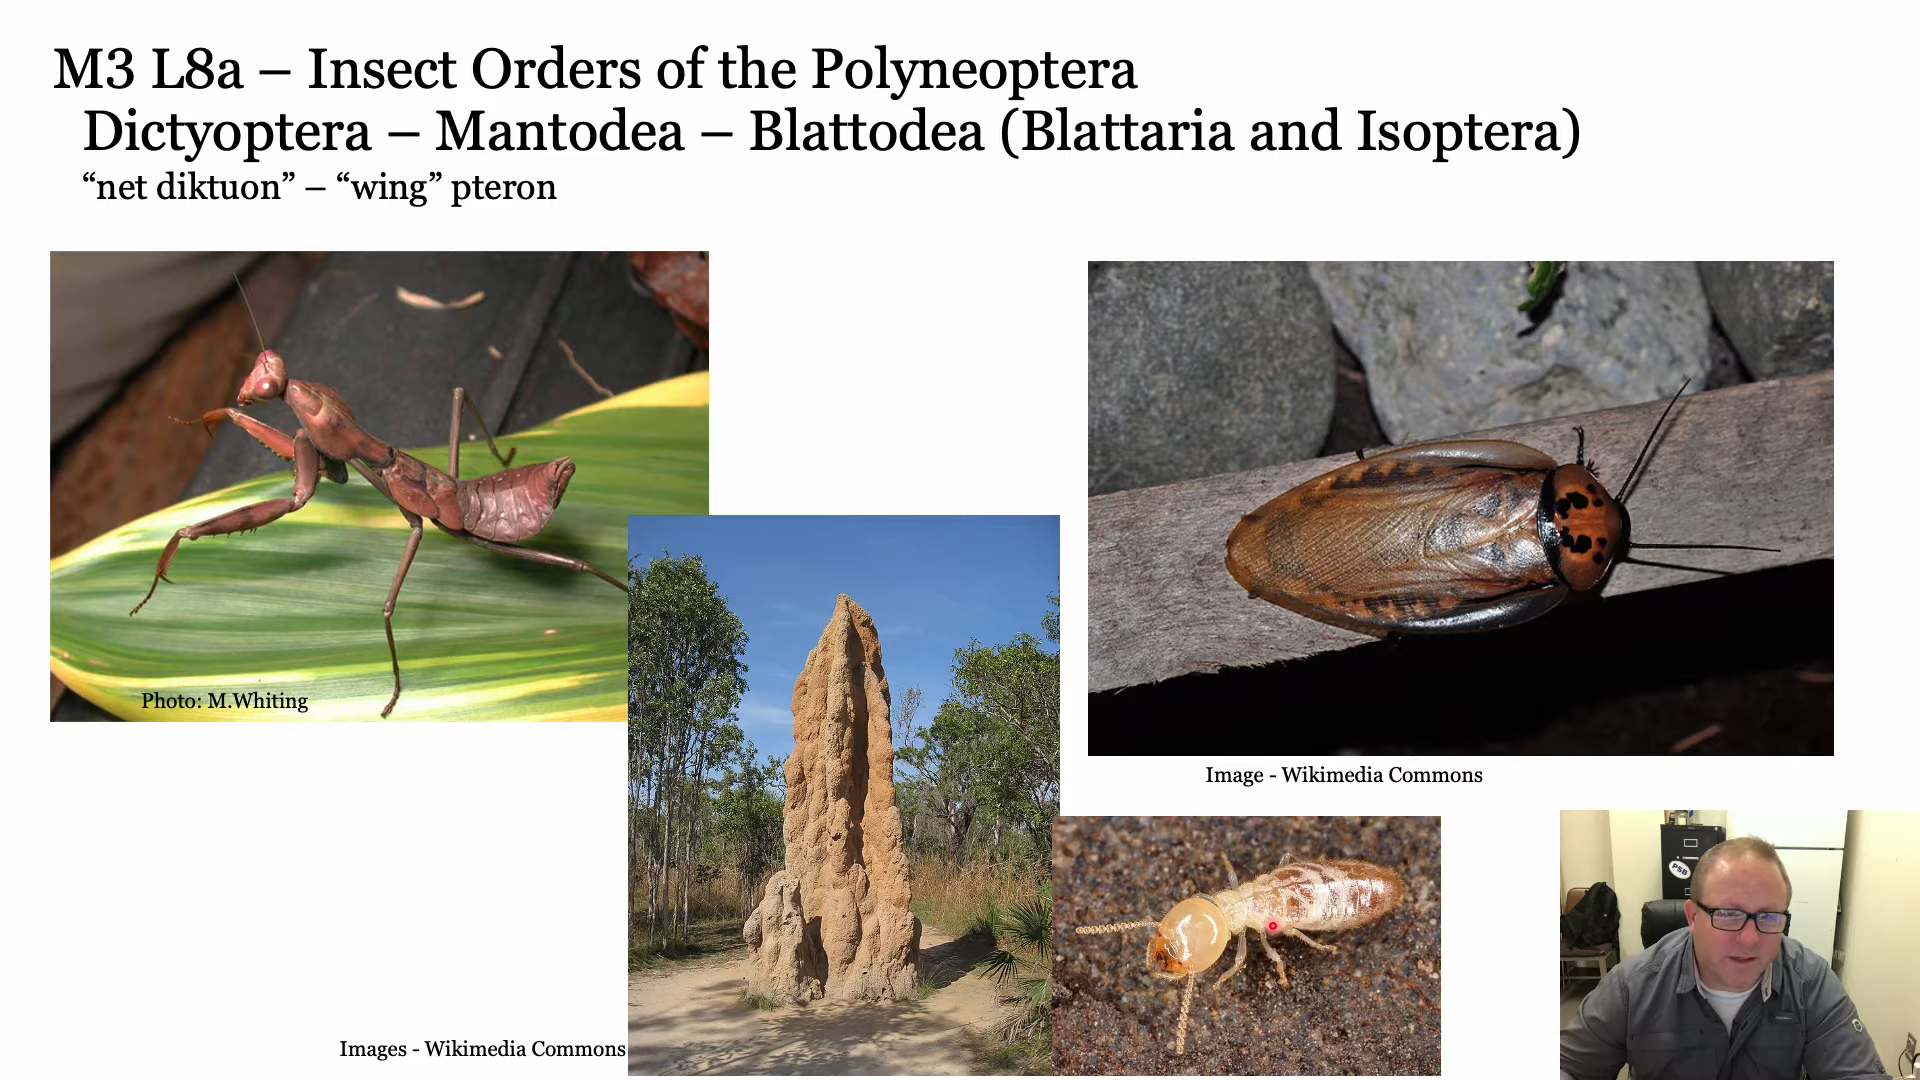 M3 L8a – Insect Orders of the Polyneoptera
Dictyoptera – Mantodea – Blattodea (Blattaria and Isoptera)
“net diktuon” – “wing” pteron
Photo: M.Whiting
Image - Wikimedia Commons
PSB
Images - Wikimedia Commons